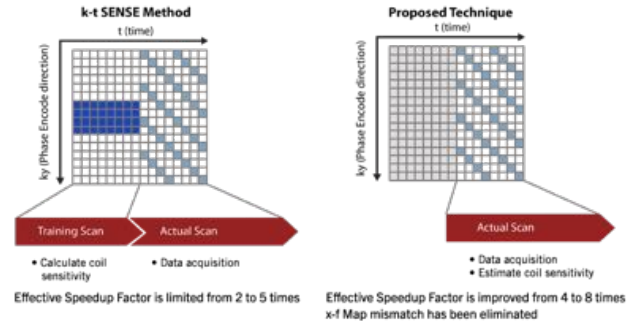 k-t SENSE Method
t (time)
ky (Phase Encode direction)
Training Scan
Actual Scan
• Calculate coil
sensitivity
• Data acquisition
Effective Speedup Factor is limited from 2 to 5 times
Proposed Technique
t (time)
ky (Phase Encode direction)
Actual Scan
• Data acquisition
• Estimate coil sensitivity
Effective Speedup Factor is improved from 4 to 8 times
x-f Map mismatch has been eliminated